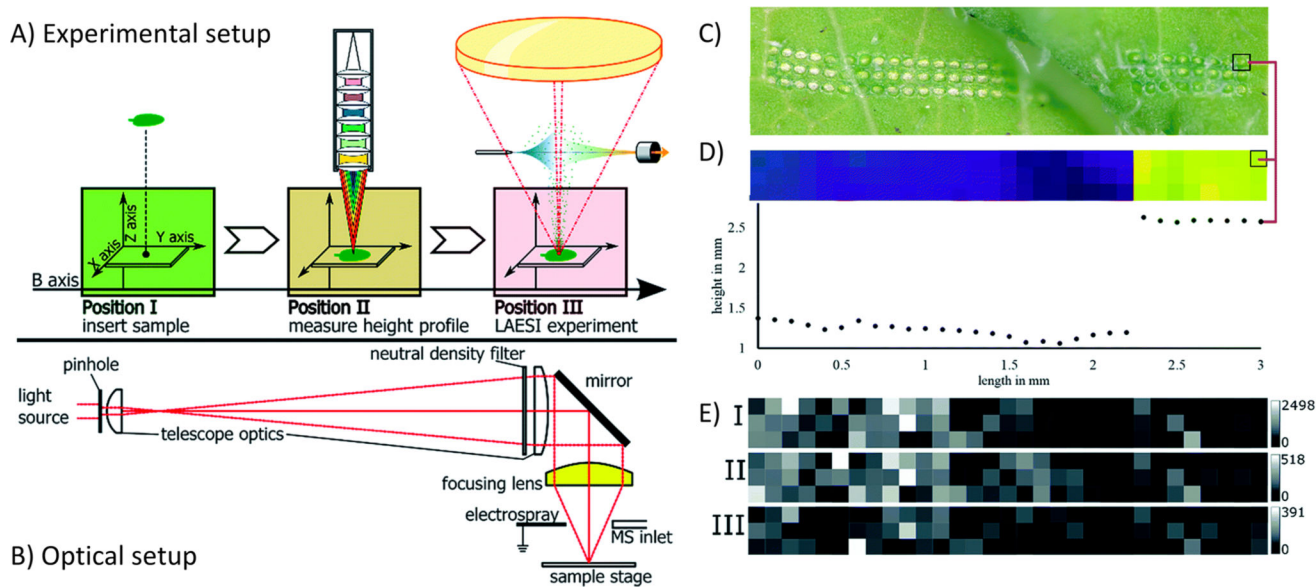 A) Experimental setup
Z axis
Y axis
X axis
B axis
Position I
insert sample
Position II
measure height profile
Position III
LAESI experiment
pinhole
light
source
telescope optics
neutral density filter
mirror
focusing lens
electrospray
MS inlet
sample stage
B) Optical setup
C)
D)
height in mm
2.5
2
1.5
1
0
0.5
1
1.5
2
2.5
3
length in mm
E)
I
2498
0
II
518
0
III
391
0